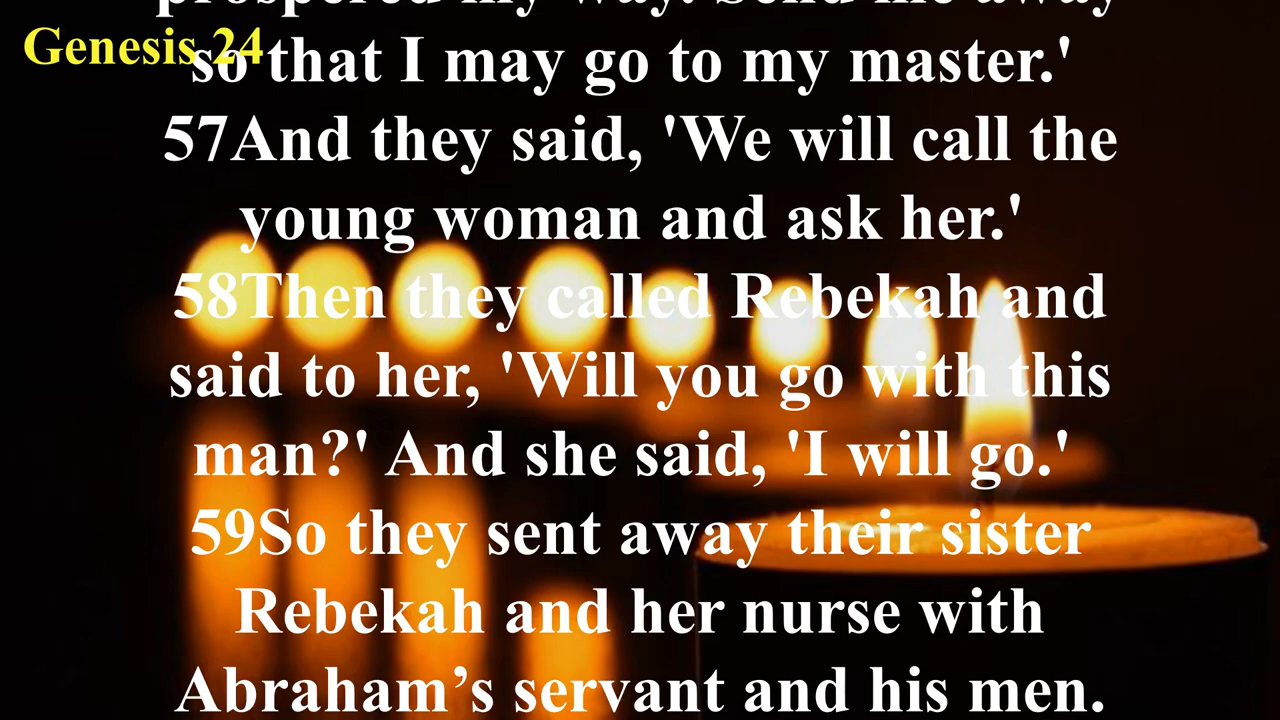 prospered my way. Send me away
Genesis 24
so that I may go to my master.'
57And they said, 'We will call the
young woman and ask her.'
58Then they called Rebekah and
said to her, 'Will you go with this
man?' And she said, 'I will go.'
59So they sent away their sister
Rebekah and her nurse with
Abraham’s servant and his men.